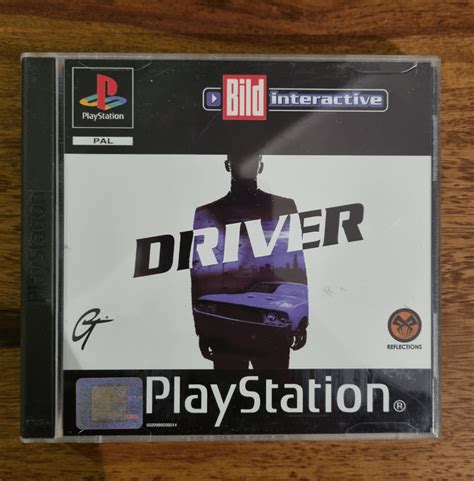 PlayStation
PAL
Bild interactive
DRIVER
PlayStation
REFLECTIONS
PlayStation®